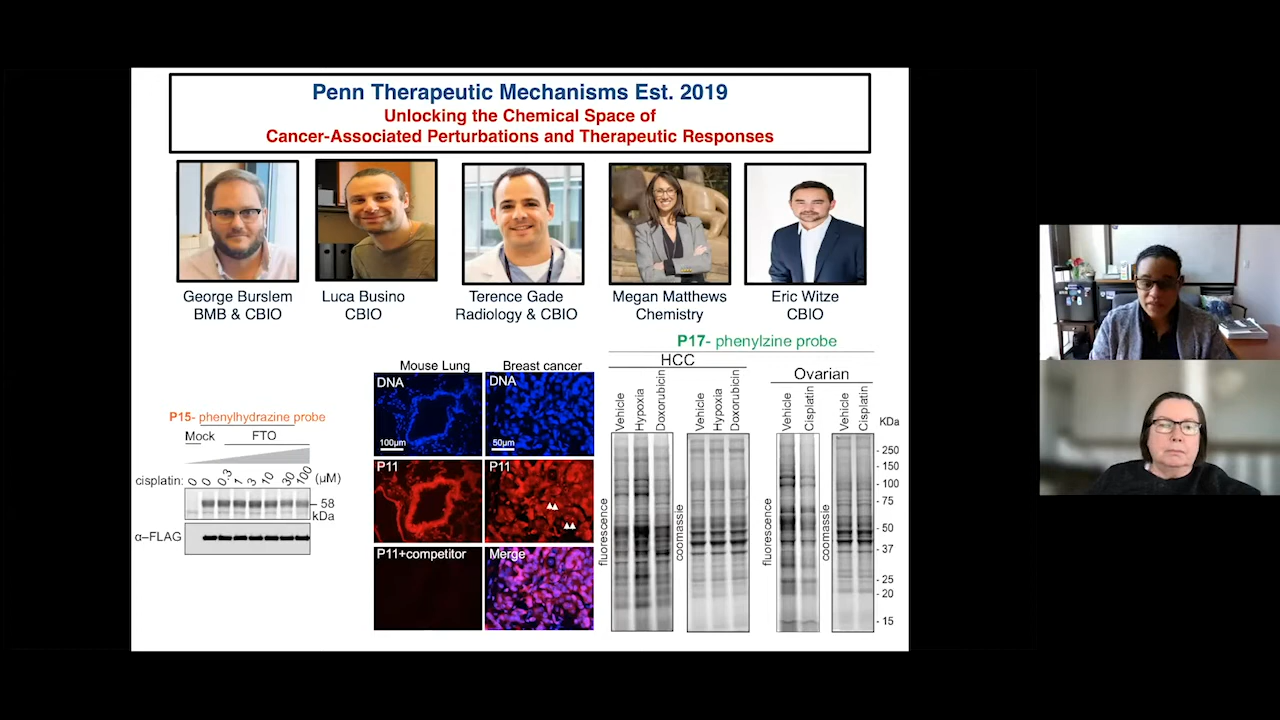 Penn Therapeutic Mechanisms Est. 2019
Unlocking the Chemical Space of
Cancer-Associated Perturbations and Therapeutic Responses
George Burslem
BMB & CBIO
Luca Busino
CBIO
Terence Gade
Radiology & CBIO
Megan Matthews
Chemistry
Eric Witze
CBIO
P15- phenylhydrazine probe
Mock
FTO
cisplatin: 0 0 0.3 1 3 10 30 100 (μM)
– 58
kDa
α–FLAG
Mouse Lung
Breast cancer
DNA
DNA
100μm
50μm
P11
P11
P11+competitor
Merge
P17- phenylzine probe
HCC
Ovarian
Vehicle
Hypoxia
Doxorubicin
Vehicle
Hypoxia
Doxorubicin
Vehicle
Cisplatin
Vehicle
Cisplatin
KDa
fluorescence
coomassie
fluorescence
coomassie
- 250
- 150
- 100
- 75
- 50
- 37
- 25
- 20
- 15